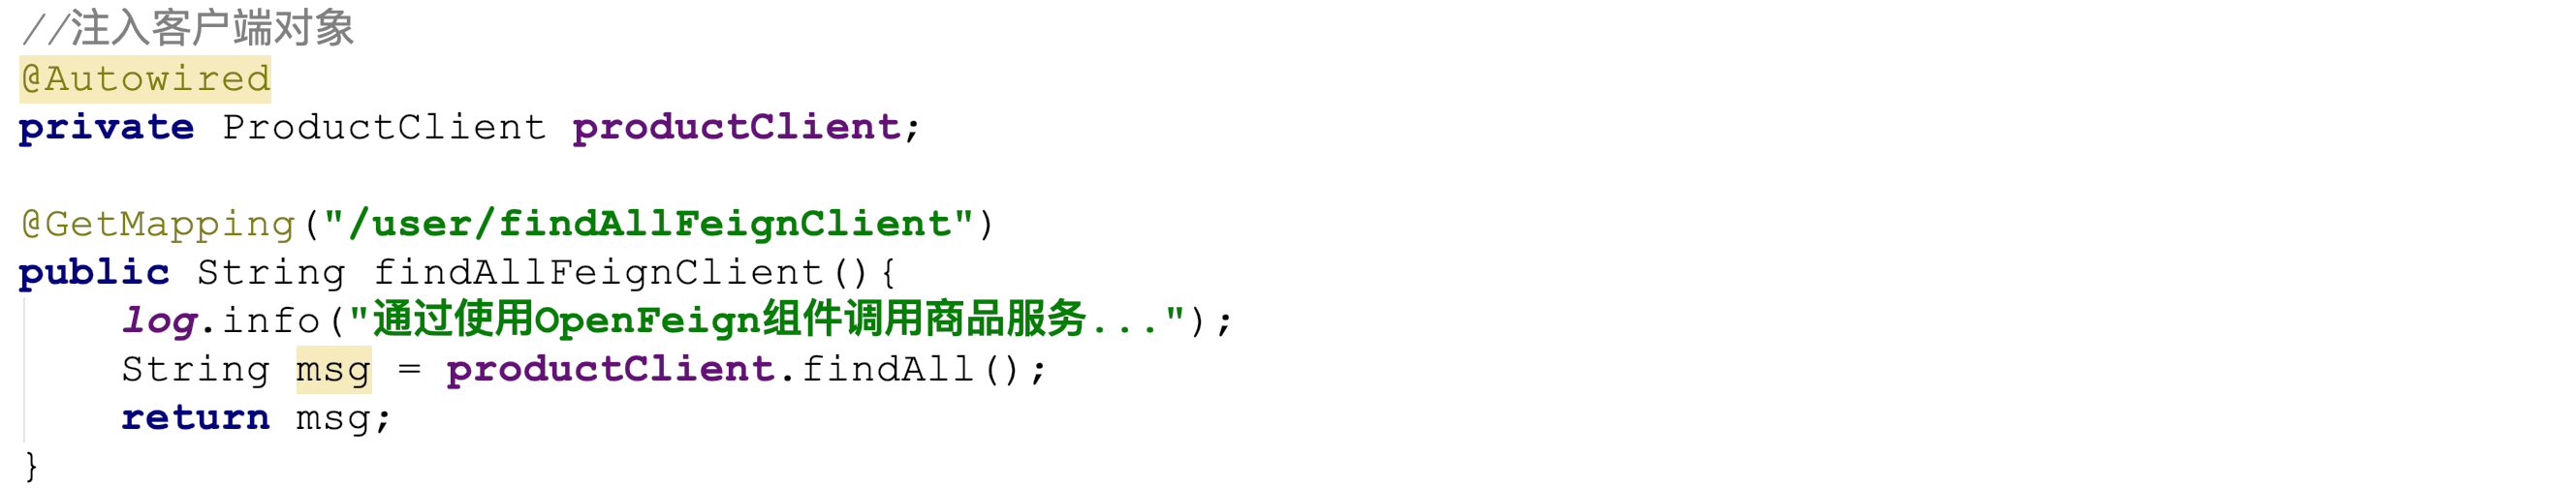 //注入客户端对象
@Autowired
private ProductClient productClient;

@GetMapping("/user/findAllFeignClient")
public String findAllFeignClient(){
    log.info("通过使用OpenFeign组件调用商品服务...");
    String msg = productClient.findAll();
    return msg;
}